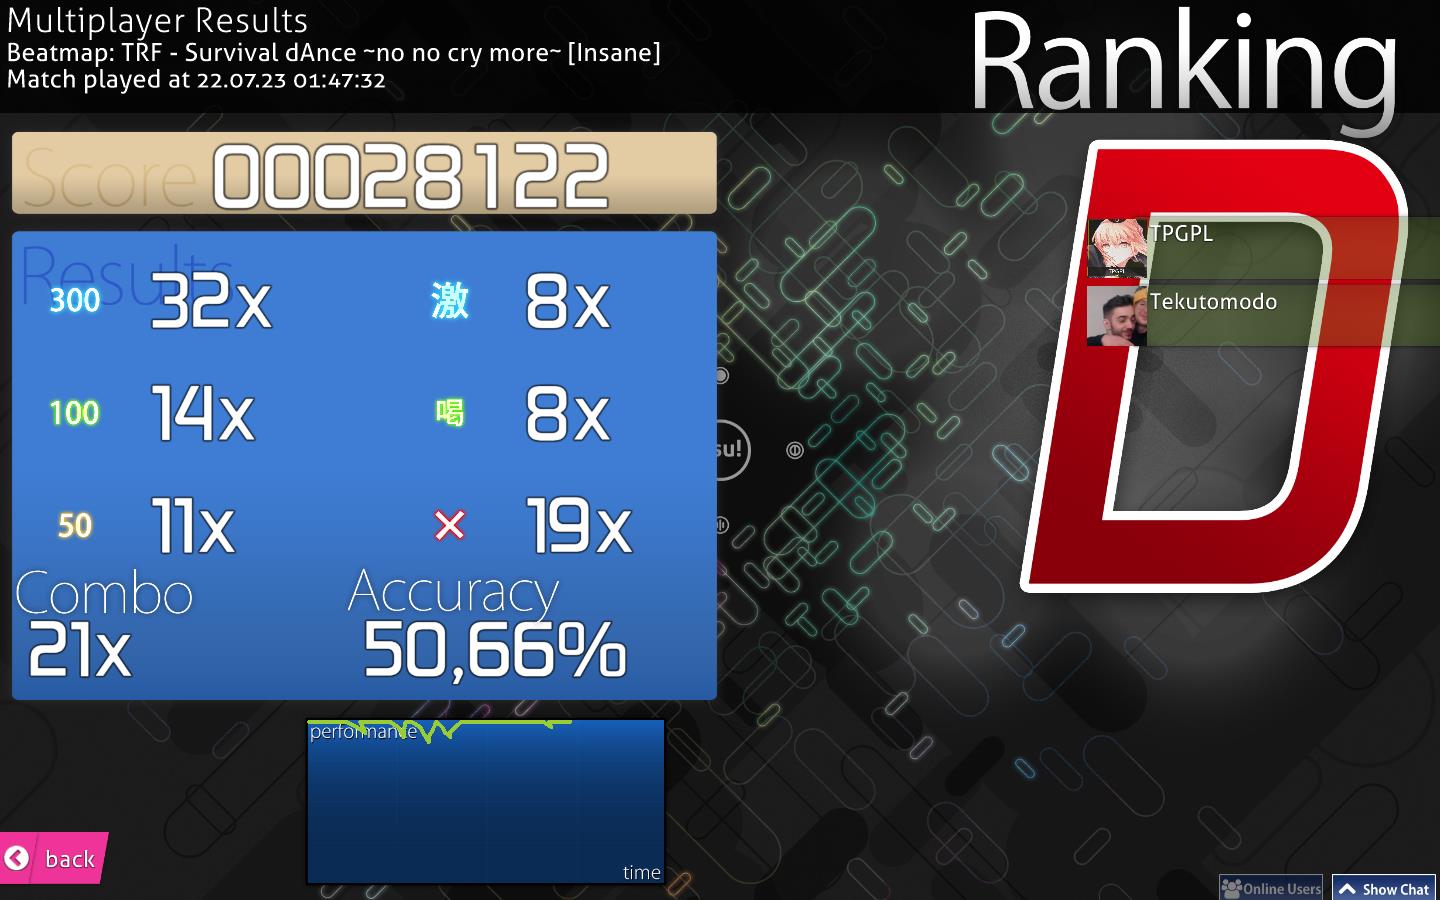 Multiplayer Results
Beatmap: TRF - Survival dAnce ~no no cry more~ [Insane]
Match played at 22.07.23 01:47:32
Ranking
Score 00028122
Results
300 32x 激 8x
100 14x 喝 8x
50 11x 19x
Combo Accuracy
21x 50,66%
TPGPL
TPGPL
Tekutomodo
su!
performance
time
back
Online Users
Show Chat
D